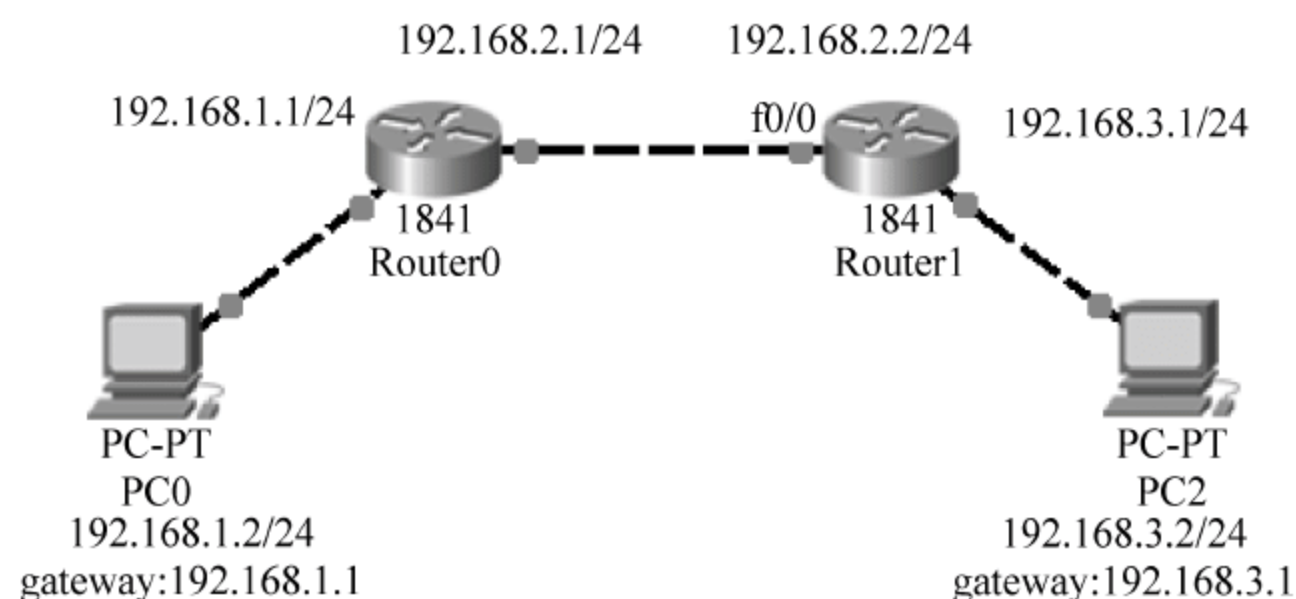 192.168.2.1/24
192.168.2.2/24
192.168.1.1/24
f0/0
192.168.3.1/24
1841
Router0
1841
Router1
PC-PT
PC0
192.168.1.2/24
gateway:192.168.1.1
PC-PT
PC2
192.168.3.2/24
gateway:192.168.3.1